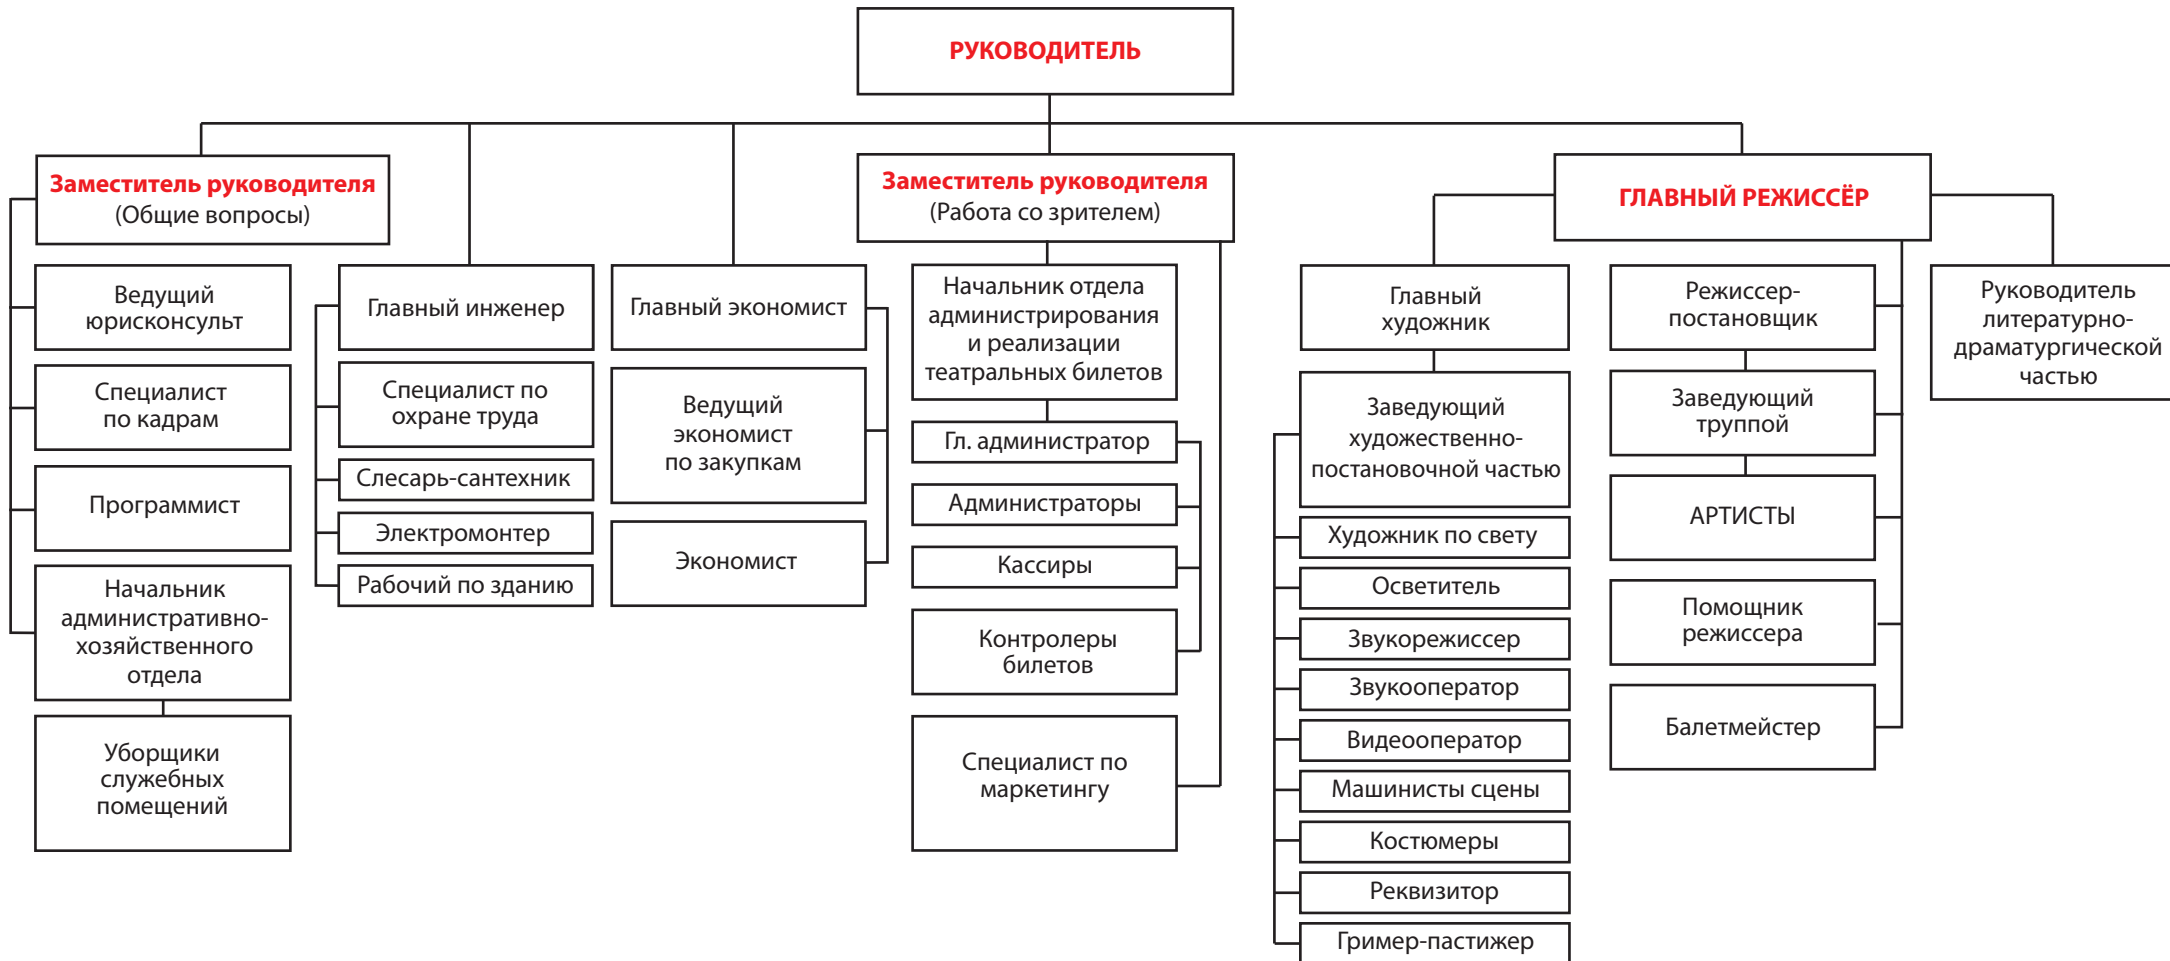 РУКОВОДИТЕЛЬ
Заместитель руководителя
(Общие вопросы)
Ведущий
юрисконсульт
Специалист
по кадрам
Программист
Начальник
административно-
хозяйственного
отдела
Уборщики
служебных
помещений
Главный инженер
Специалист по
охране труда
Слесарь-сантехник
Электромонтер
Рабочий по зданию
Главный экономист
Ведущий
экономист
по закупкам
Экономист
Заместитель руководителя
(Работа со зрителем)
Начальник отдела
администрирования
и реализации
театральных билетов
Гл. администратор
Администраторы
Кассиры
Контролеры
билетов
Специалист по
маркетингу
ГЛАВНЫЙ РЕЖИССЁР
Главный
художник
Заведующий
художественно-
постановочной частью
Художник по свету
Осветитель
Звукорежиссер
Звукооператор
Видеооператор
Машинисты сцены
Костюмеры
Реквизитор
Гример-пастижер
Режиссер-
постановщик
Заведующий
труппой
АРТИСТЫ
Помощник
режиссера
Балетмейстер
Руководитель
литературно-
драматургической
частью